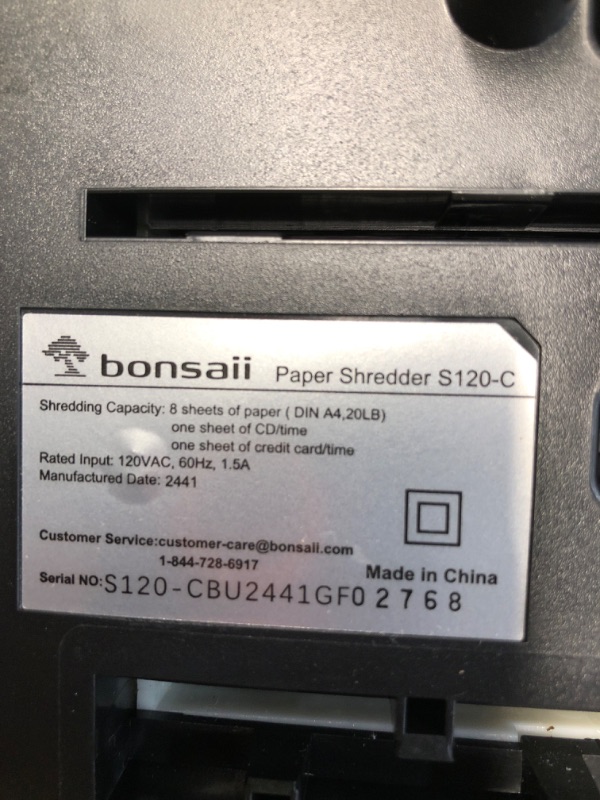 bonsaii Paper Shredder S120-C
Shredding Capacity: 8 sheets of paper ( DIN A4,20LB)
one sheet of CD/time
one sheet of credit card/time
Rated Input: 120VAC, 60Hz, 1.5A
Manufactured Date: 2441
Customer Service:customer-care@bonsaii.com
1-844-728-6917
Made in China
Serial NO:S120-CBU2441GF02768